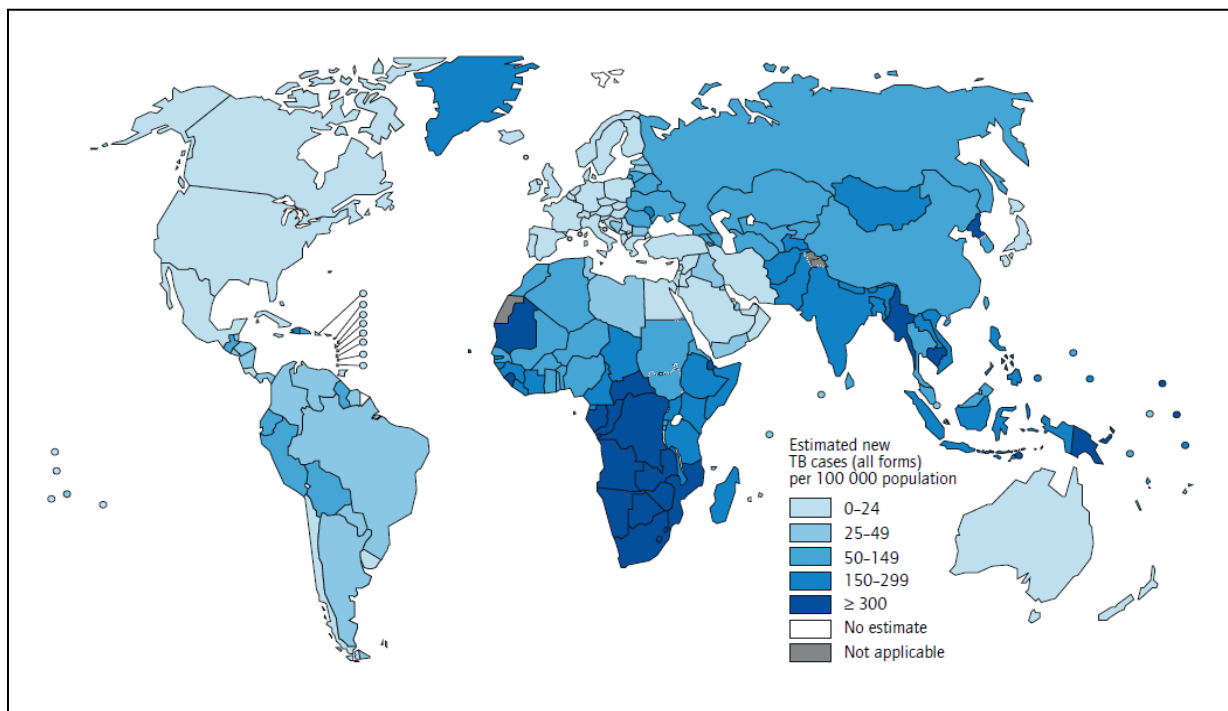 Estimated new
TB cases (all forms)
per 100 000 population
0–24
25–49
50–149
150–299
≥ 300
No estimate
Not applicable